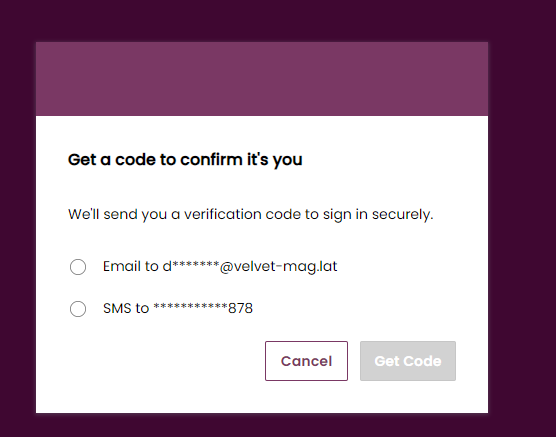 Get a code to confirm it's you
We'll send you a verification code to sign in securely.
Email to d*******@velvet-mag.lat
SMS to ***********878
Cancel Get Code